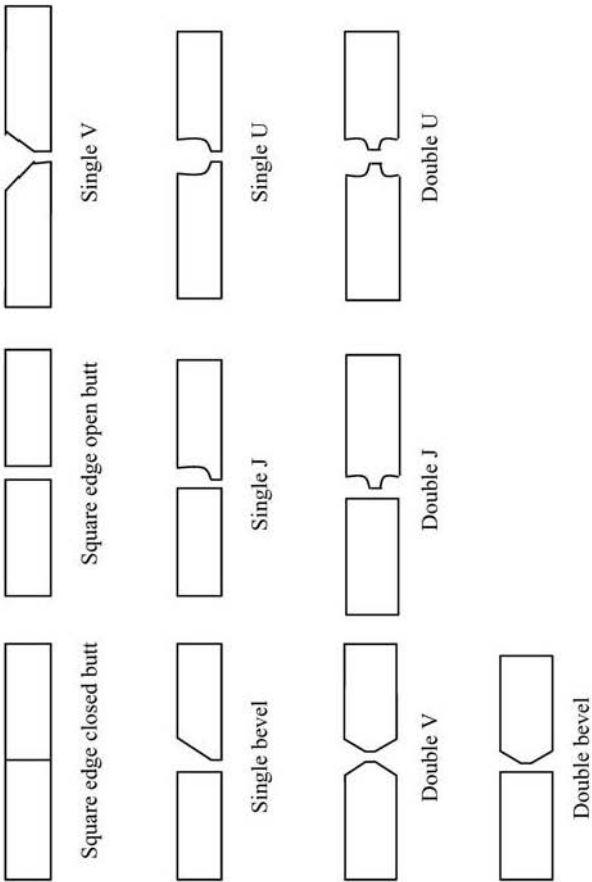 Square edge closed butt
Square edge open butt
Single V
Single bevel
Single J
Single U
Double V
Double J
Double U
Double bevel